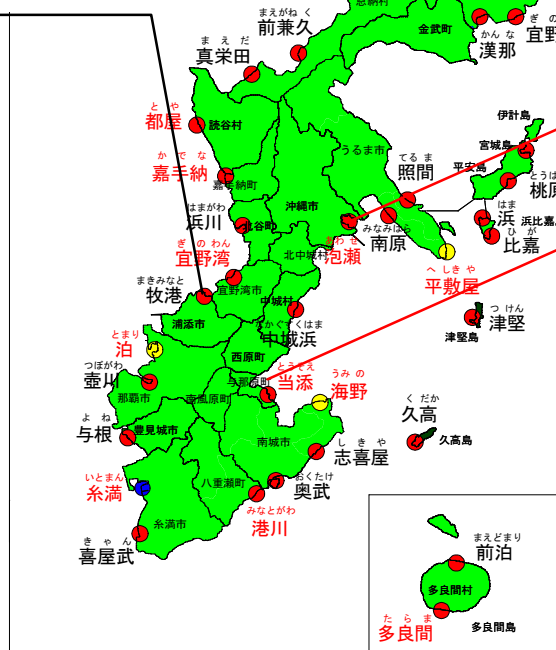 恩納村
まえがねく
前兼久
金武町
かんな
漢那
ぎの
宜野
まえだ
真栄田
とや
都屋
読谷村
伊計島
かでな
嘉手納
嘉手納町
うるま市
てるま
照間
宮城島
平安島
とうば
桃原
はまがわ
浜川
北谷町
沖縄市
あわせ
泡瀬
みなみはら
南原
はま
浜
浜比嘉
ひが
比嘉
ぎのわん
宜野湾
北中城村
へしきや
平敷屋
まきみなと
牧港
宜野湾市
中城村
なかぐすくはま
中城浜
つけん
津堅
津堅島
浦添市
とまり
泊
西原町
つぼがわ
壺川
与那原町
とうぞえ
当添
うみの
海野
那覇市
南風原町
くだか
久高
久高島
よね
与根
豊見城市
南城市
しきや
志喜屋
いとまん
糸満
八重瀬町
おくたけ
奥武
みなとがわ
港川
糸満市
きゃん
喜屋武
まえどまり
前泊
多良間村
たらま
多良間
多良間島